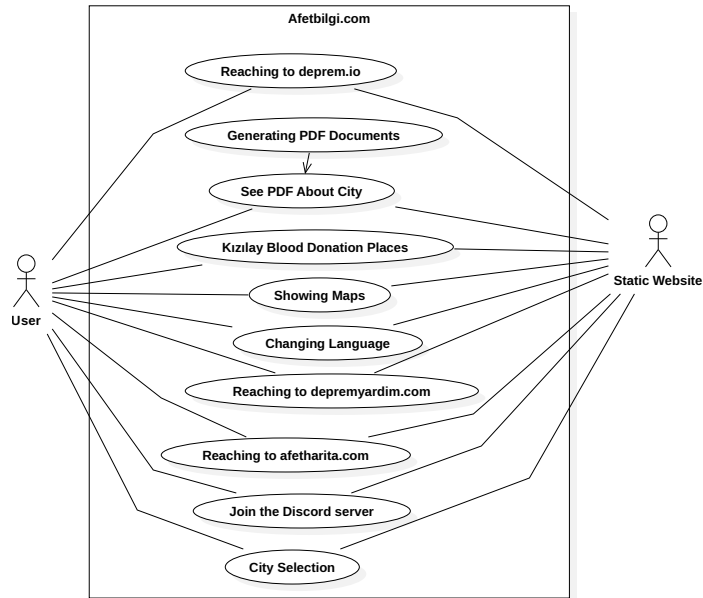 Afetbilgi.com
Reaching to deprem.io
Generating PDF Documents
See PDF About City
Kızılay Blood Donation Places
Showing Maps
Changing Language
Reaching to depremyardim.com
Reaching to afetharita.com
Join the Discord server
City Selection
User
Static Website